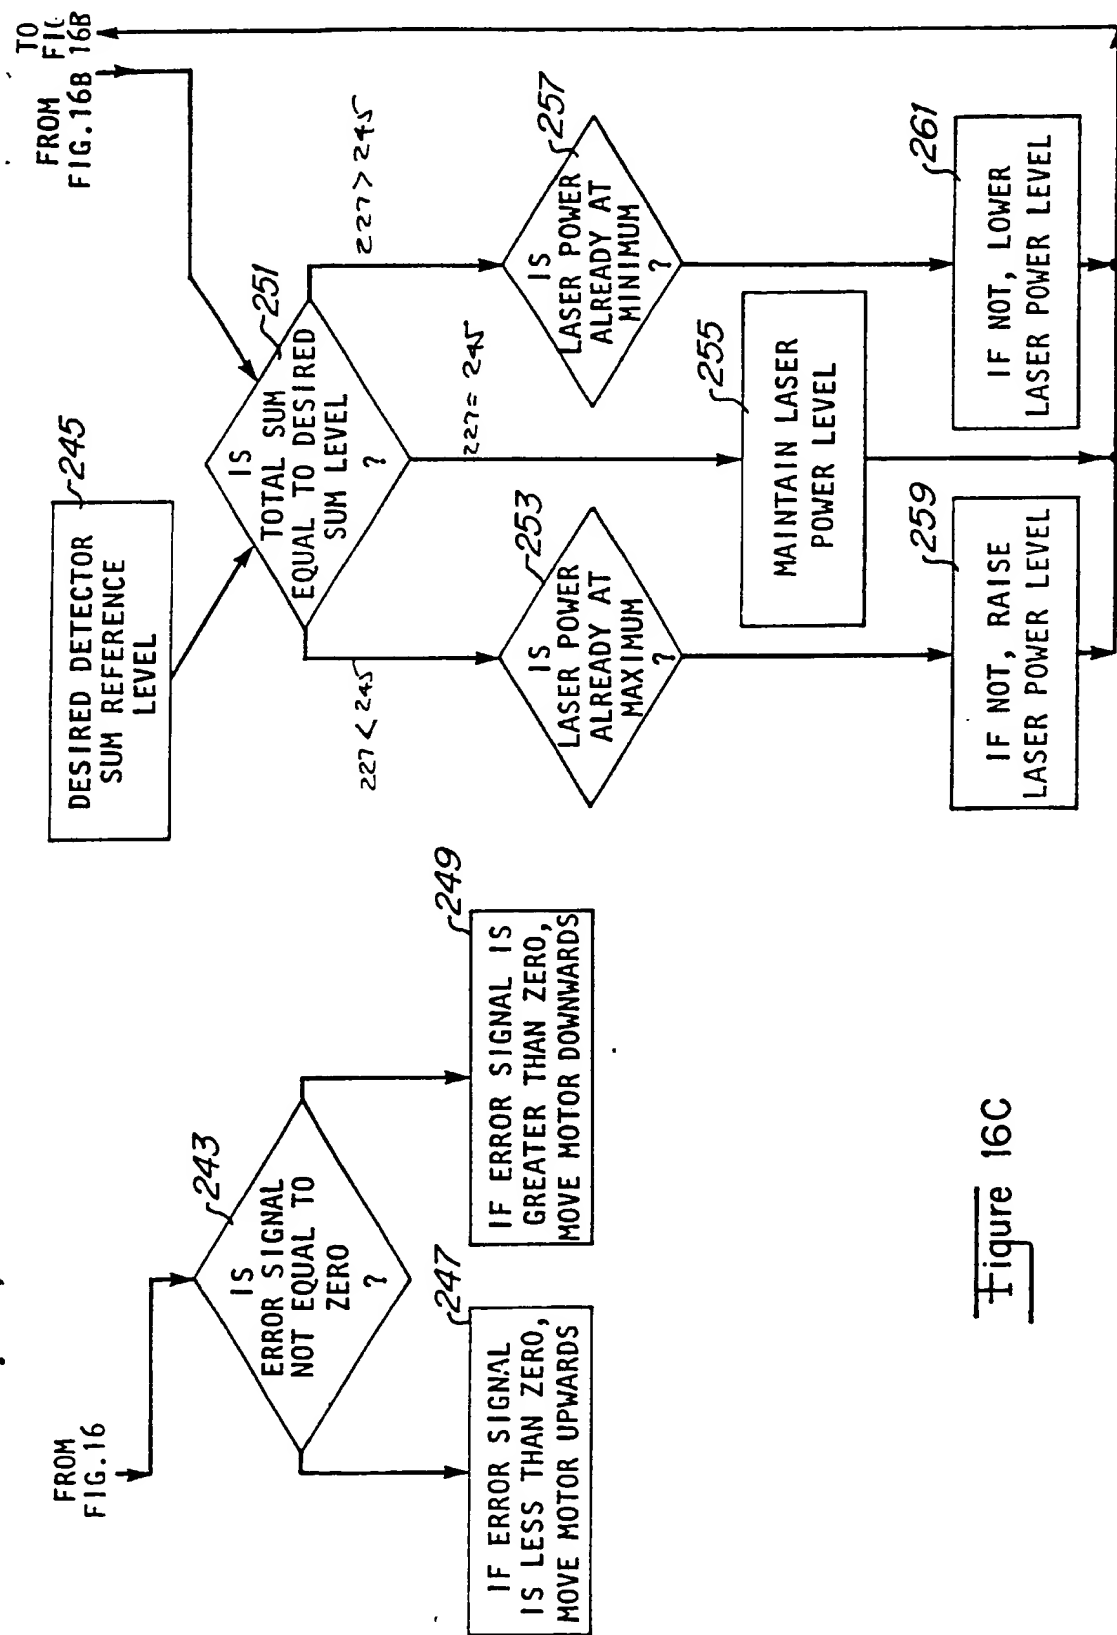 FROM
FIG.16
IS
ERROR SIGNAL
NOT EQUAL TO
ZERO
?
243
IF ERROR SIGNAL
IS LESS THAN ZERO,
MOVE MOTOR UPWARDS
247
IF ERROR SIGNAL IS
GREATER THAN ZERO,
MOVE MOTOR DOWNWARDS
249
FROM
FIG.16B
TO
FIG
16B
DESIRED DETECTOR
SUM REFERENCE
LEVEL
245
IS
TOTAL SUM
EQUAL TO DESIRED
SUM LEVEL
?
251
227 < 245
227 = 245
227 > 245
IS
LASER POWER
ALREADY AT
MAXIMUM
?
253
MAINTAIN LASER
POWER LEVEL
255
IS
LASER POWER
ALREADY AT
MINIMUM
?
257
IF NOT, RAISE
LASER POWER LEVEL
259
IF NOT, LOWER
LASER POWER LEVEL
261
Figure 16C